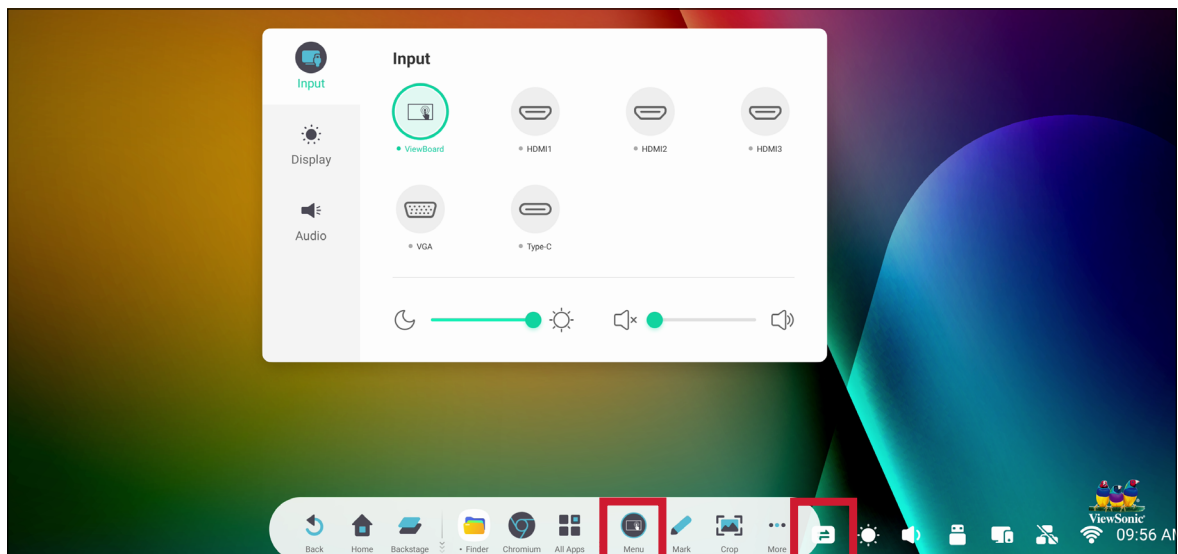 Input
Input
ViewBoard
HDMI1
HDMI2
HDMI3
Display
Audio
VGA
Type-C
ViewSonic
Back
Home
Backstage
Finder
Chromium
All Apps
Menu
Mark
Crop
More
09:56 AM